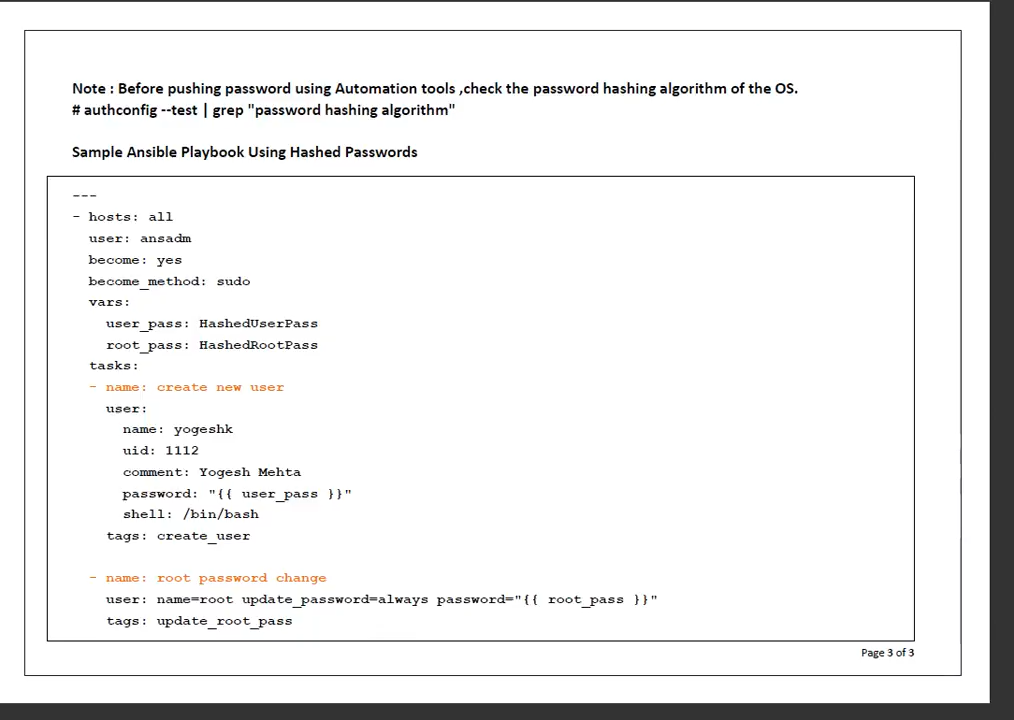 Note : Before pushing password using Automation tools ,check the password hashing algorithm of the OS.
# authconfig --test | grep "password hashing algorithm"
Sample Ansible Playbook Using Hashed Passwords
---
- hosts: all
  user: ansadm
  become: yes
  become_method: sudo
  vars:
    user_pass: HashedUserPass
    root_pass: HashedRootPass
  tasks:
  - name: create new user
    user:
      name: yogeshk
      uid: 1112
      comment: Yogesh Mehta
      password: "{{ user_pass }}"
      shell: /bin/bash
    tags: create_user
  - name: root password change
    user: name=root update_password=always password="{{ root_pass }}"
    tags: update_root_pass
Page 3 of 3